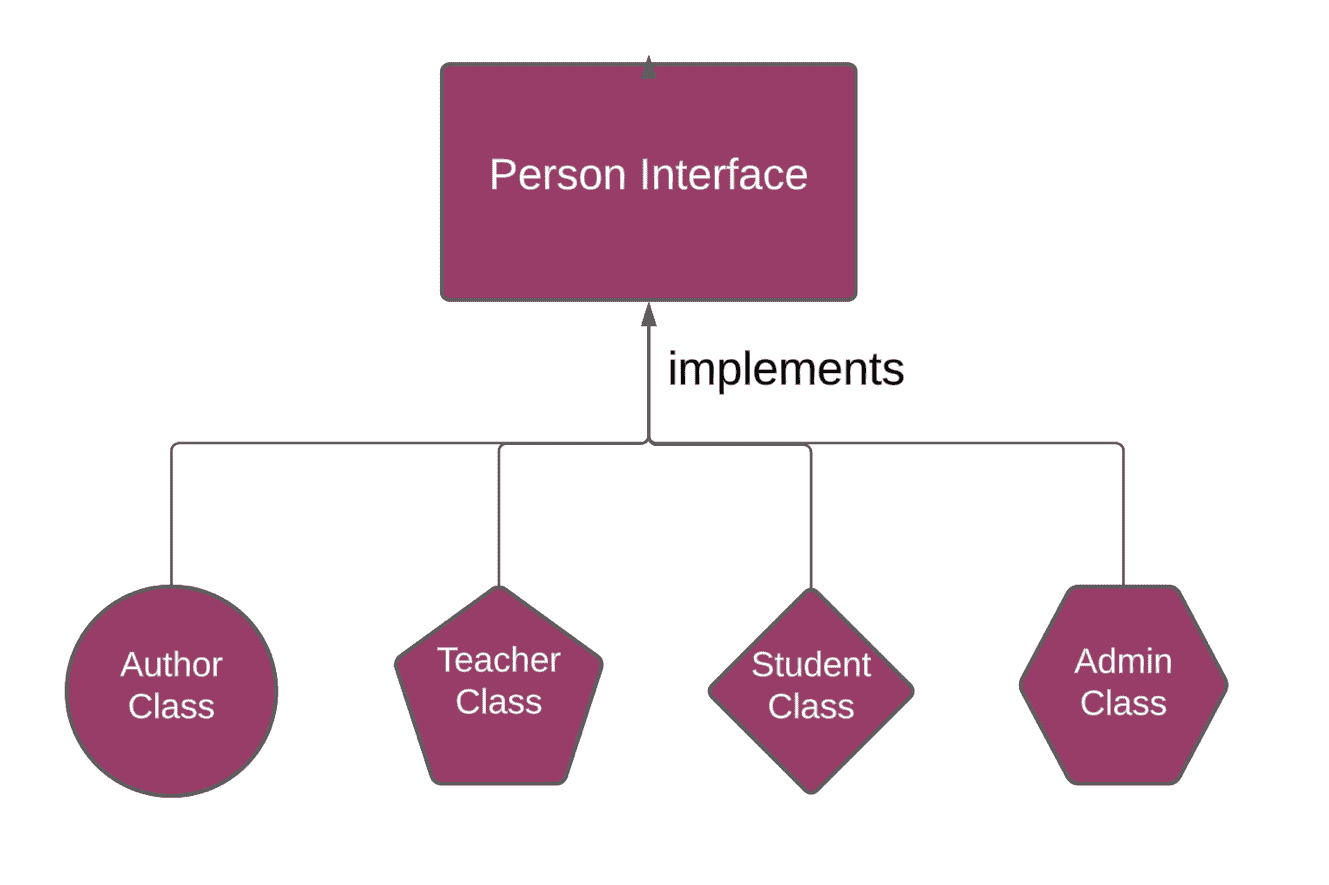 Person Interface
implements
Author
Class
Teacher
Class
Student
Class
Admin
Class